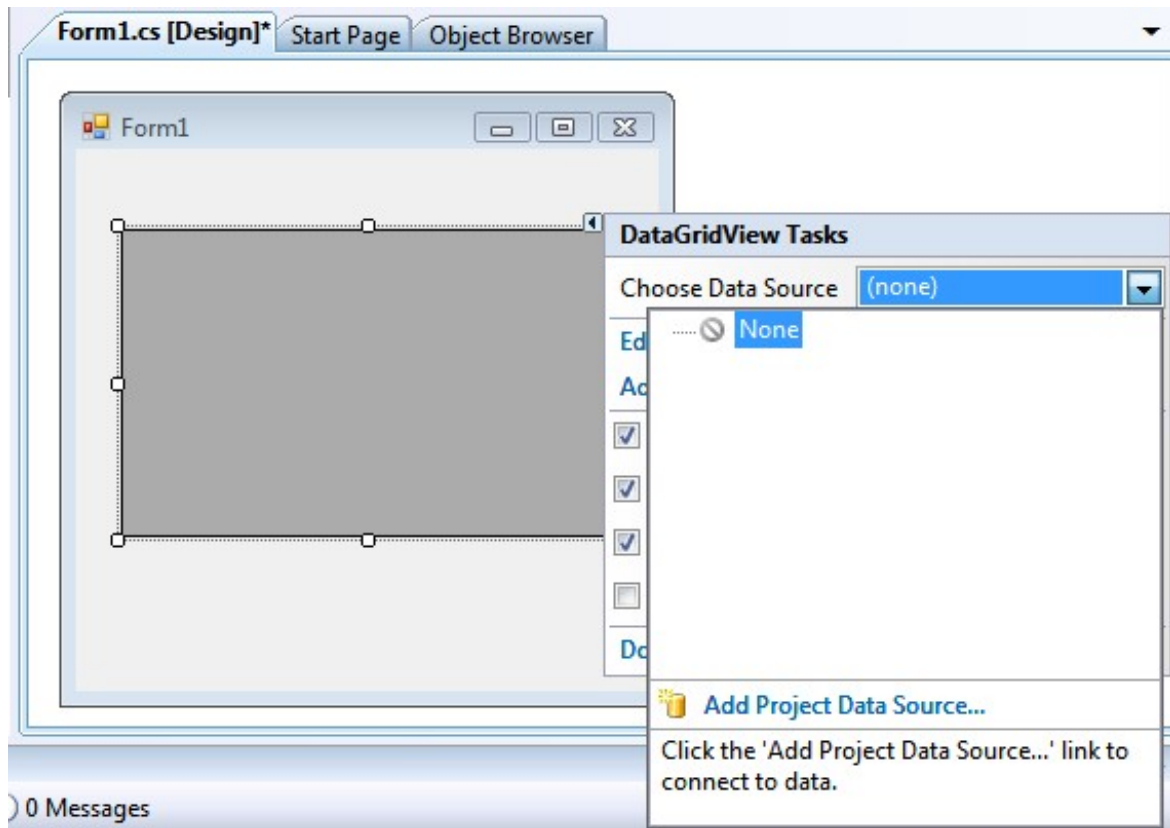 Form1.cs [Design]* Start Page Object Browser
Form1
DataGridView Tasks
Choose Data Source (none)
None
Ed
Ac
Do
Add Project Data Source...
Click the 'Add Project Data Source...' link to
connect to data.
0 Messages